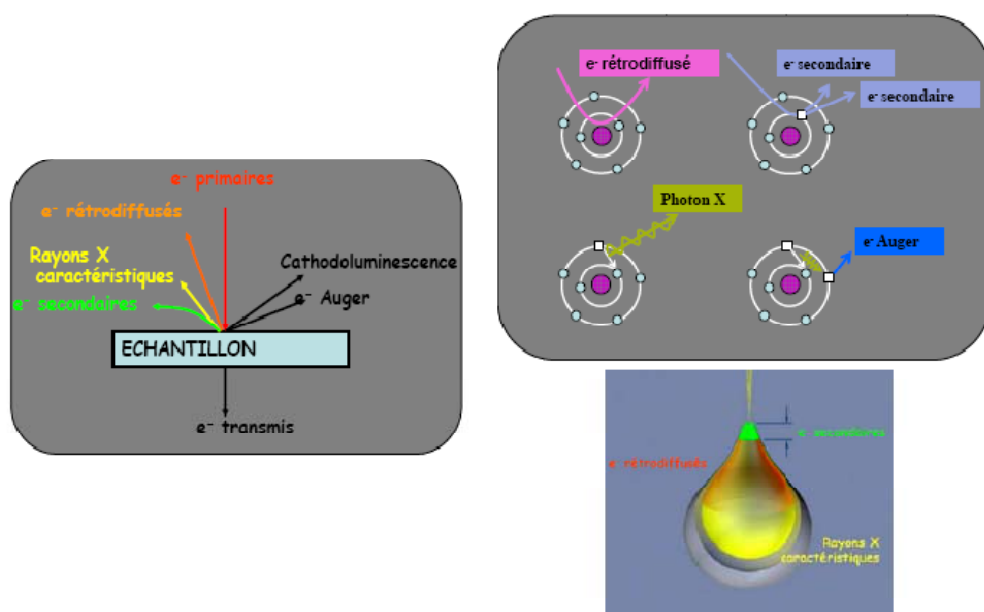 e⁻ primaires
e⁻ rétrodiffusés
Rayons X
caractéristiques
e⁻ secondaires
Cathodoluminescence
e⁻ Auger
ECHANTILLON
e⁻ transmis
e⁻ rétrodiffusé
e⁻ secondaire
e⁻ secondaire
Photon X
e⁻ Auger
e⁻ secondaires
e⁻ rétrodiffusés
Rayons X
caractéristiques